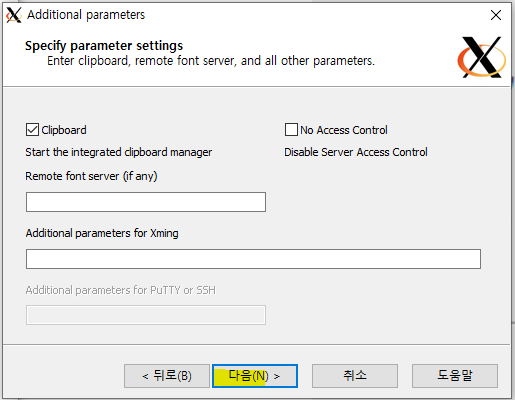 Additional parameters
Specify parameter settings
Enter clipboard, remote font server, and all other parameters.
Clipboard
No Access Control
Start the integrated clipboard manager
Disable Server Access Control
Remote font server (if any)
Additional parameters for Xming
Additional parameters for PuTTY or SSH
< 뒤로(B)
다음(N) >
취소
도움말